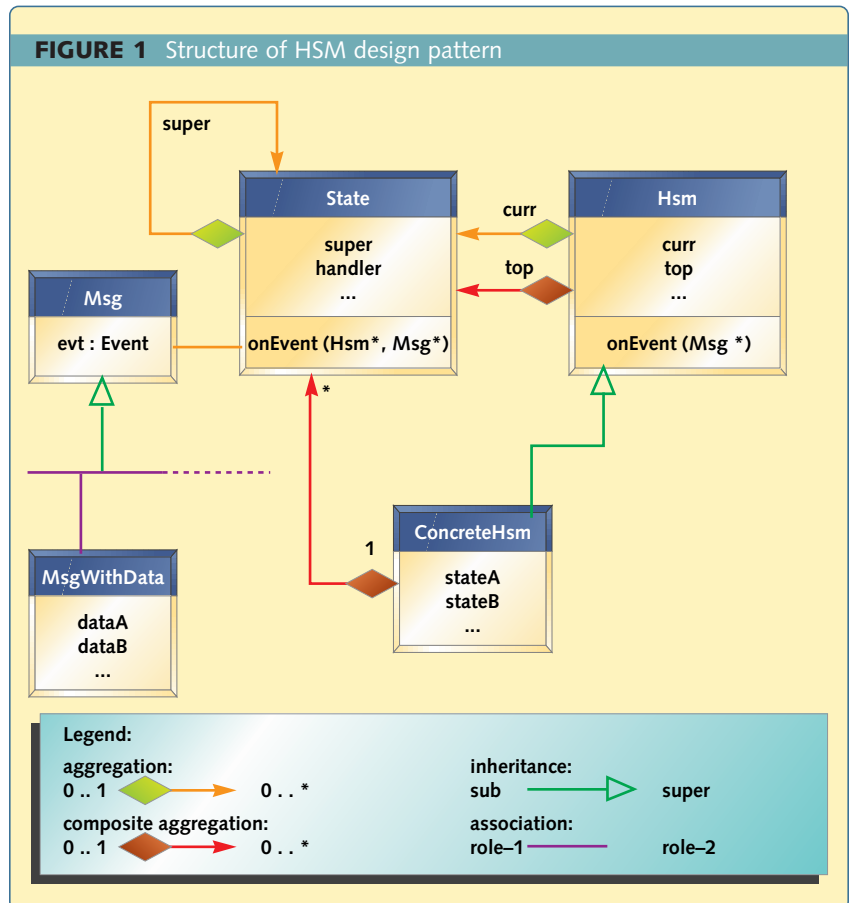 FIGURE 1 Structure of HSM design pattern
super
State
super
handler
...
onEvent (Hsm*, Msg*)
curr
top
Hsm
curr
top
...
onEvent (Msg *)
Msg
evt : Event
*
1
ConcreteHsm
stateA
stateB
...
MsgWithData
dataA
dataB
...
Legend:
aggregation:
0 .. 1 0 . . *
composite aggregation:
0 .. 1 0 . . *
inheritance:
sub super
association:
role–1 role–2